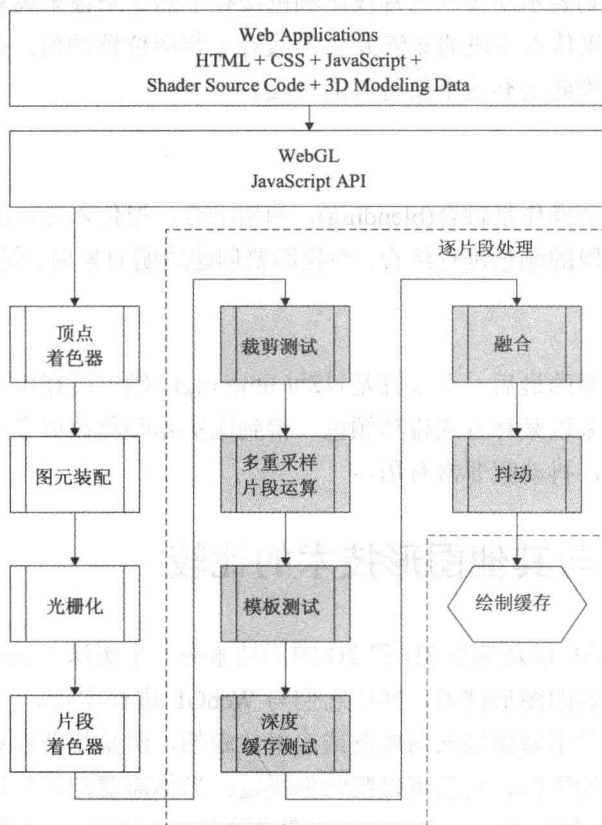 Web Applications
HTML + CSS + JavaScript +
Shader Source Code + 3D Modeling Data
WebGL
JavaScript API
逐片段处理
顶点
着色器
图元装配
光栅化
片段
着色器
裁剪测试
多重采样
片段运算
模板测试
深度
缓存测试
融合
抖动
绘制缓存